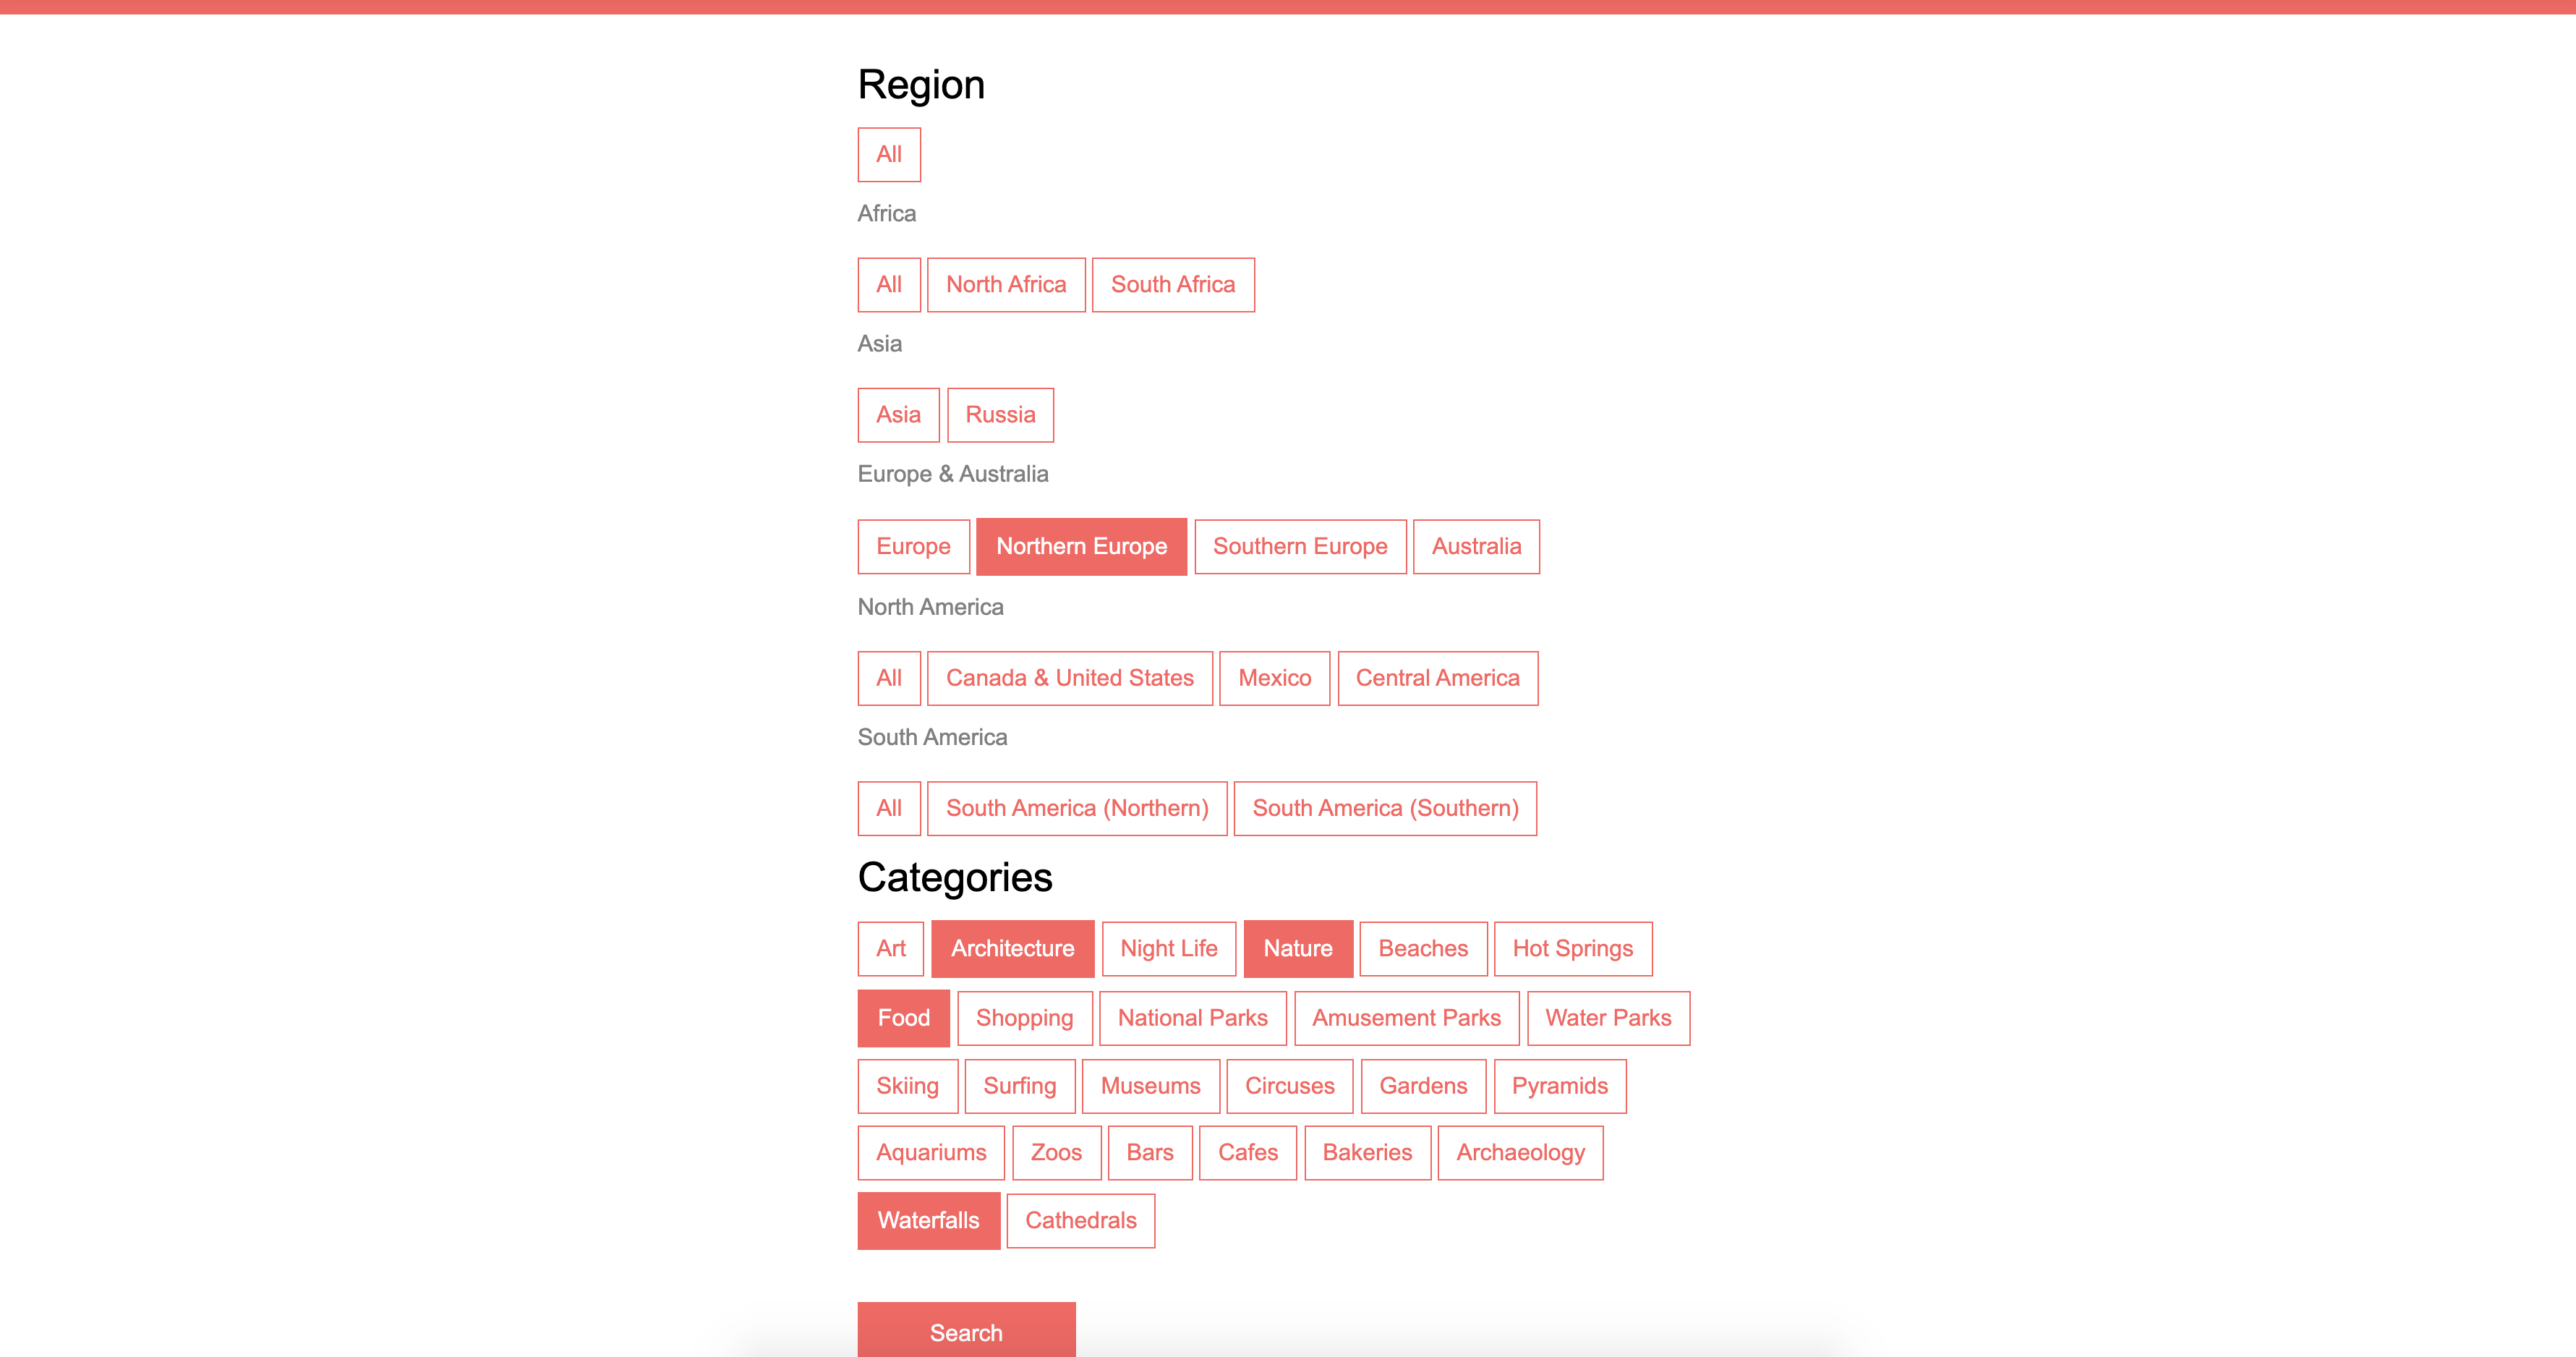 Region
All
Africa
All North Africa South Africa
Asia
Asia Russia
Europe & Australia
Europe Northern Europe Southern Europe Australia
North America
All Canada & United States Mexico Central America
South America
All South America (Northern) South America (Southern)
Categories
Art Architecture Night Life Nature Beaches Hot Springs
Food Shopping National Parks Amusement Parks Water Parks
Skiing Surfing Museums Circuses Gardens Pyramids
Aquariums Zoos Bars Cafes Bakeries Archaeology
Waterfalls Cathedrals
Search